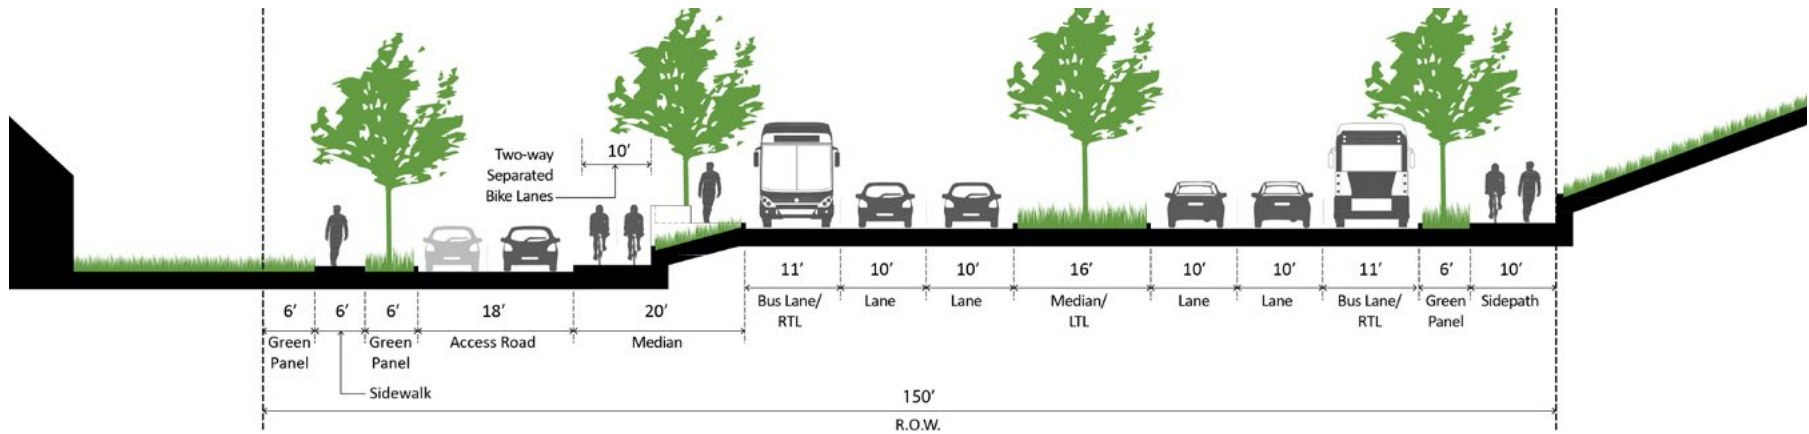 Two-way
Separated
Bike Lanes
10’
11’
10’
10’
16’
10’
10’
11’
6’
10’
Bus Lane/
RTL
Lane
Lane
Median/
LTL
Lane
Lane
Bus Lane/
RTL
Green
Panel
Sidepath
6’
6’
6’
18’
20’
Green
Panel
Green
Panel
Access Road
Median
Sidewalk
150’
R.O.W.